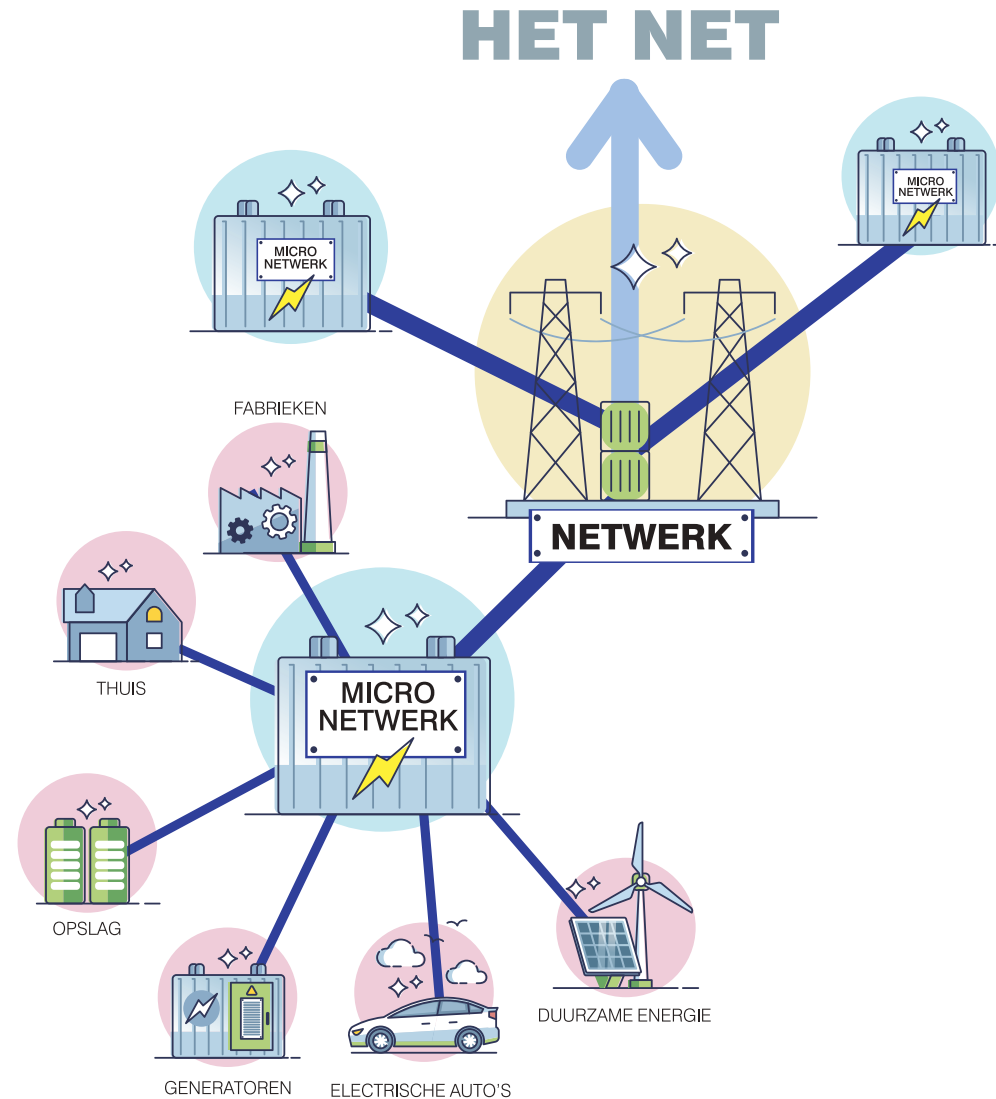 HET NET
MICRO
NETWERK
MICRO
NETWERK
FABRIEKEN
NETWERK
THUIS
MICRO
NETWERK
OPSLAG
DUURZAME ENERGIE
GENERATOREN
ELECTRISCHE AUTO'S